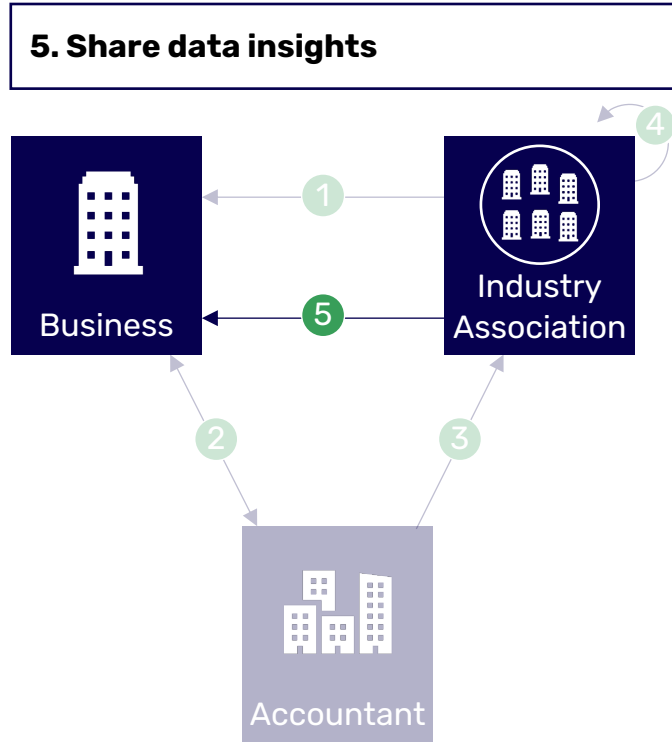 5. Share data insights
4
1
Industry
Association
Business
5
2
3
Accountant